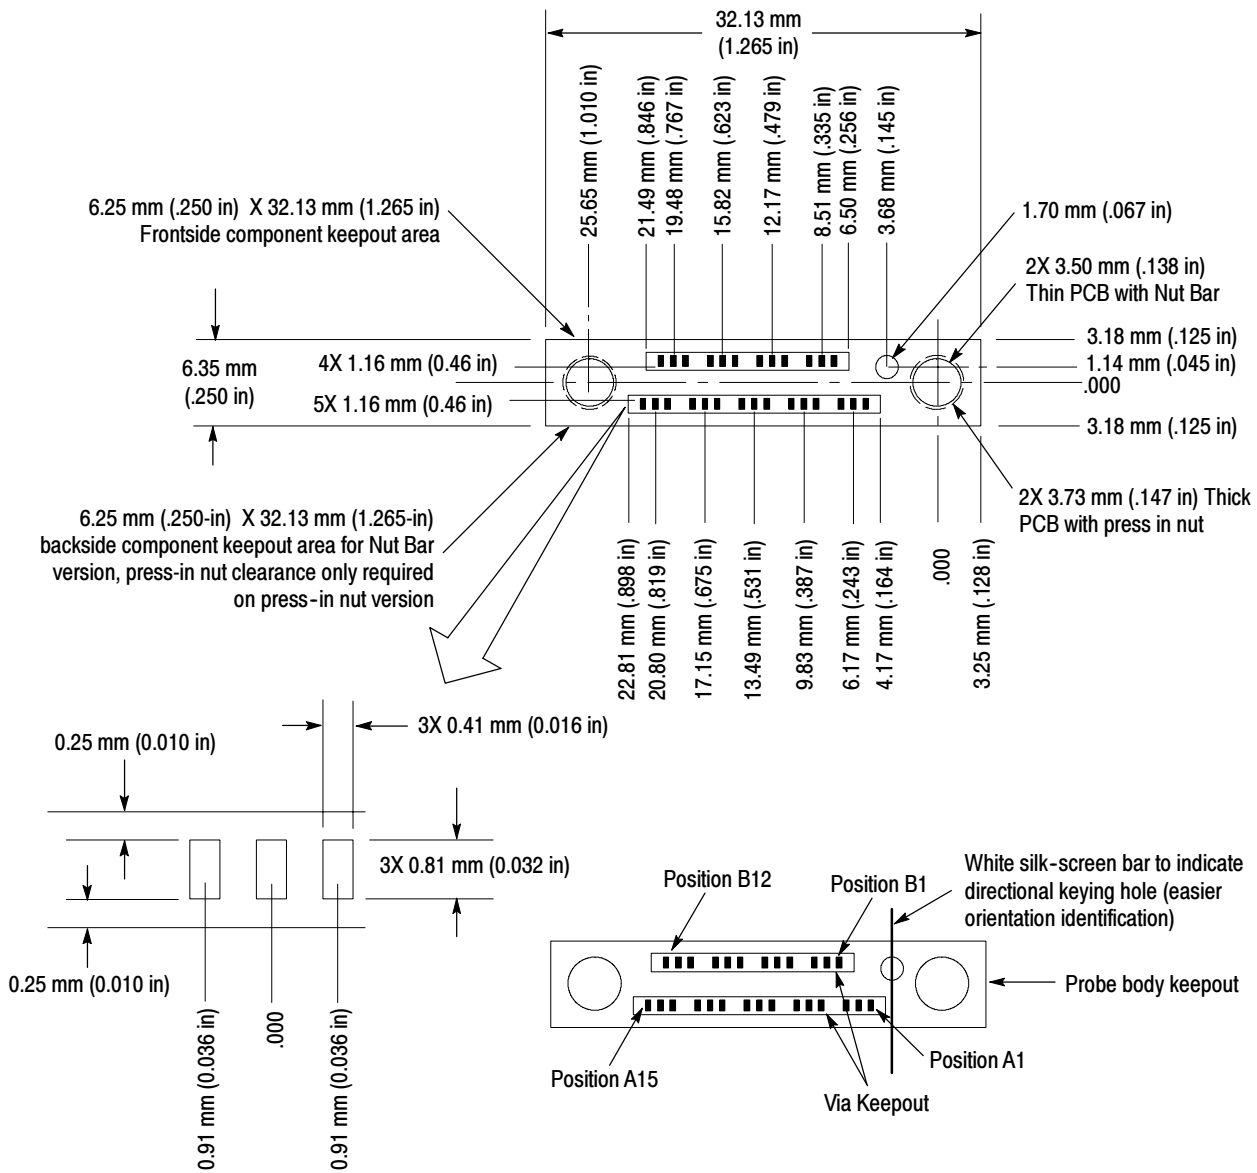 32.13 mm
(1.265 in)
25.65 mm (1.010 in)
21.49 mm (.846 in)
19.48 mm (.767 in)
15.82 mm (.623 in)
12.17 mm (.479 in)
8.51 mm (.335 in)
6.50 mm (.256 in)
3.68 mm (.145 in)
6.25 mm (.250 in) X 32.13 mm (1.265 in)
Frontside component keepout area
1.70 mm (.067 in)
2X 3.50 mm (.138 in)
Thin PCB with Nut Bar
6.35 mm
(.250 in)
4X 1.16 mm (0.46 in)
5X 1.16 mm (0.46 in)
3.18 mm (.125 in)
1.14 mm (.045 in)
.000
3.18 mm (.125 in)
2X 3.73 mm (.147 in) Thick
PCB with press in nut
6.25 mm (.250-in) X 32.13 mm (1.265-in)
backside component keepout area for Nut Bar
version, press-in nut clearance only required
on press-in nut version
22.81 mm (.898 in)
20.80 mm (.819 in)
17.15 mm (.675 in)
13.49 mm (.531 in)
9.83 mm (.387 in)
6.17 mm (.243 in)
4.17 mm (.164 in)
.000
3.25 mm (.128 in)
0.25 mm (0.010 in)
3X 0.41 mm (0.016 in)
3X 0.81 mm (0.032 in)
0.25 mm (0.010 in)
0.91 mm (0.036 in)
.000
0.91 mm (0.036 in)
Position B12
Position B1
White silk-screen bar to indicate
directional keying hole (easier
orientation identification)
Probe body keepout
Position A15
Position A1
Via Keepout